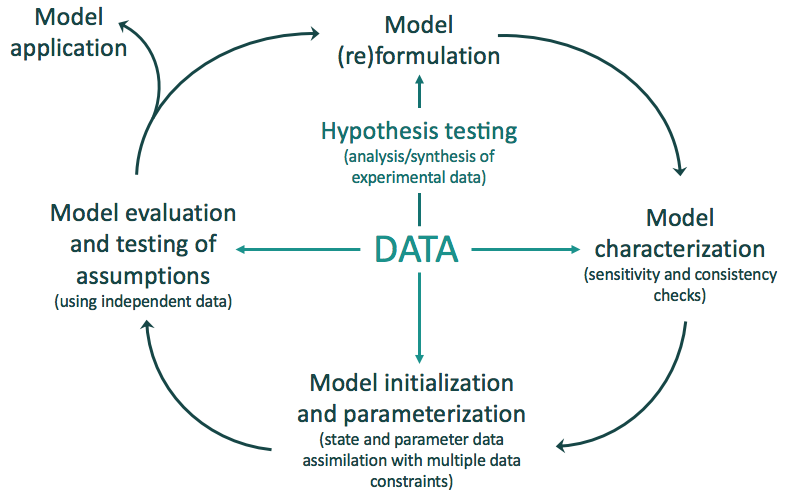 Model
application
Model
(re)formulation
Hypothesis testing
(analysis/synthesis of
experimental data)
Model evaluation
and testing of
assumptions
(using independent data)
DATA
Model
characterization
(sensitivity and consistency
checks)
Model initialization
and parameterization
(state and parameter data
assimilation with multiple data
constraints)